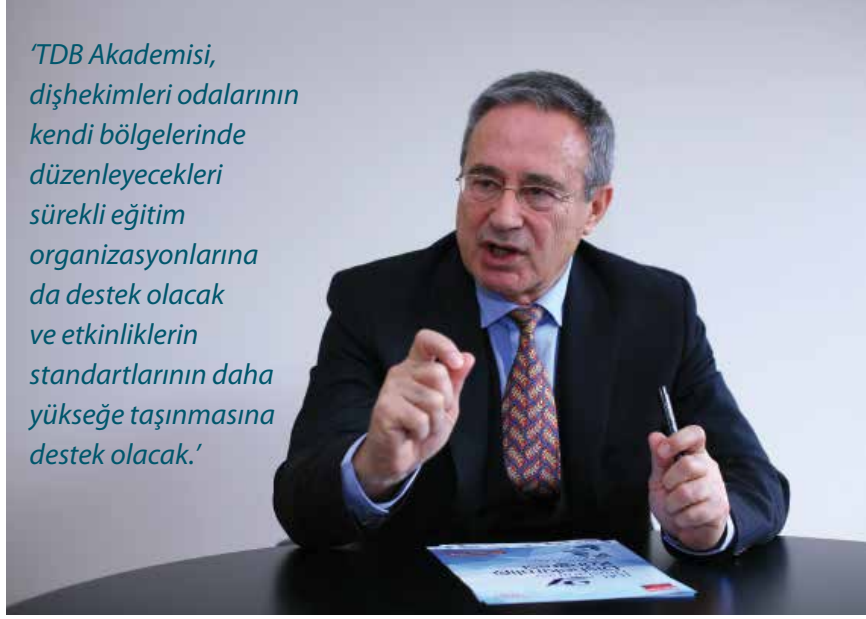 ‘TDB Akademisi,
dişhekimleri odalarının
kendi bölgelerinde
düzenleyecekleri
sürekli eğitim
organizasyonlarına
da destek olacak
ve etkinliklerin
standartlarının daha
yükseğe taşınmasına
destek olacak.’